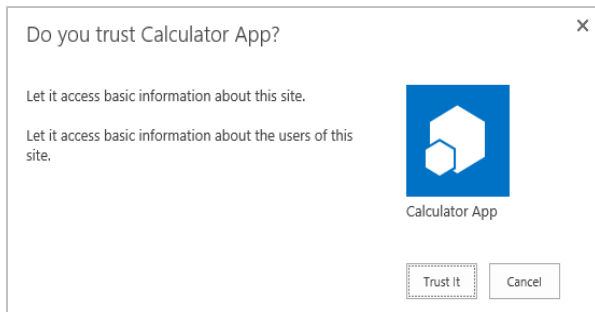 Do you trust Calculator App?
Let it access basic information about this site.
Let it access basic information about the users of this
site.
Calculator App
Trust It
Cancel